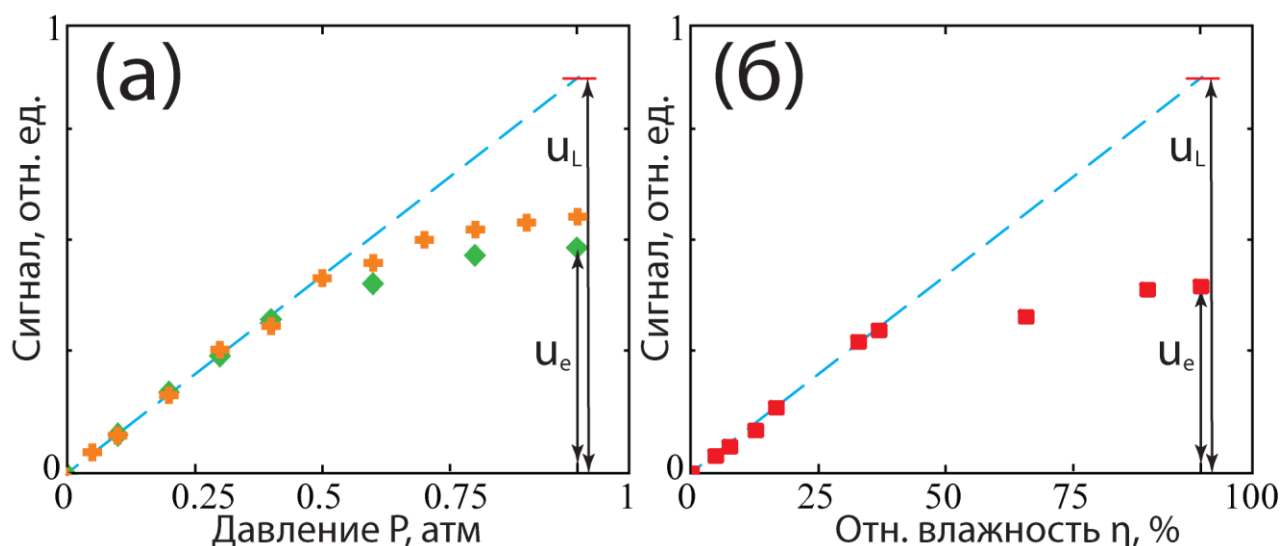 (а)
Сигнал, отн. ед.
1
0
u_L
u_e
0 0.25 0.5 0.75 1
Давление P, атм
(б)
Сигнал, отн. ед.
1
0
u_L
u_e
0 25 50 75 100
Отн. влажность η, %